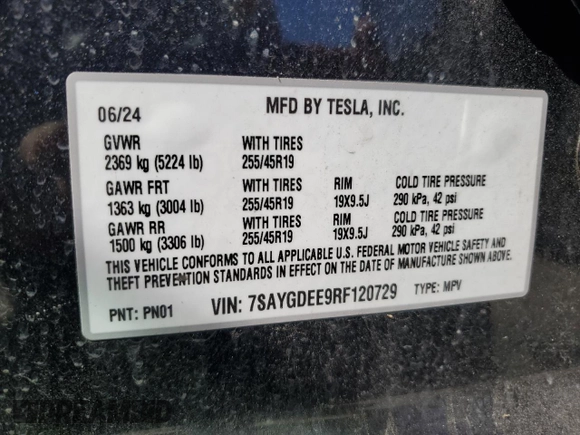 06/24 MFD BY TESLA, INC.
GVWR WITH TIRES
2369 kg (5224 lb) 255/45R19
GAWR FRT WITH TIRES RIM COLD TIRE PRESSURE
1363 kg (3004 lb) 255/45R19 19X9.5J 290 kPa, 42 psi
GAWR RR WITH TIRES RIM COLD TIRE PRESSURE
1500 kg (3306 lb) 255/45R19 19X9.5J 290 kPa, 42 psi
THIS VEHICLE CONFORMS TO ALL APPLICABLE U.S. FEDERAL MOTOR VEHICLE SAFETY AND
THEFT PREVENTION STANDARDS IN EFFECT ON THE DATE OF MANUFACTURE SHOWN ABOVE.
PNT: PN01 VIN: 7SAYGDEE9RF120729 TYPE: MPV